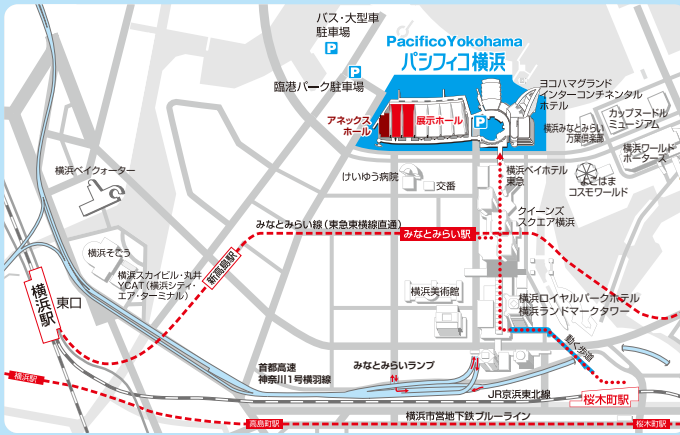 バス・大型車
駐車場
P
P
臨港パーク駐車場
PacificoYokohama
パシフィコ横浜
アネックス
ホール
展示ホール
P
ヨコハマグランド
インターコンチネンタル
ホテル
カップヌードル
ミュージアム
横浜みなとみらい
万葉倶楽部
横浜ワールド
ポーターズ
よこはま
コスモワールド
横浜ベイホテル
東急
けいゆう病院
交番
クイーンズ
スクエア横浜
横浜ベイクォーター
みなとみらい線(東急東横線直通)
みなとみらい駅
新高島駅
横浜そごう
横浜スカイビル・丸井
YCAT(横浜シティ・
エア・ターミナル)
横浜駅
東口
横浜美術館
横浜ロイヤルパークホテル
横浜ランドマークタワー
動く歩道
首都高速
神奈川1号横羽線
みなとみらいランプ
JR京浜東北線
桜木町駅
横浜駅
高島町駅
横浜市営地下鉄 ブルーライン
桜木町駅